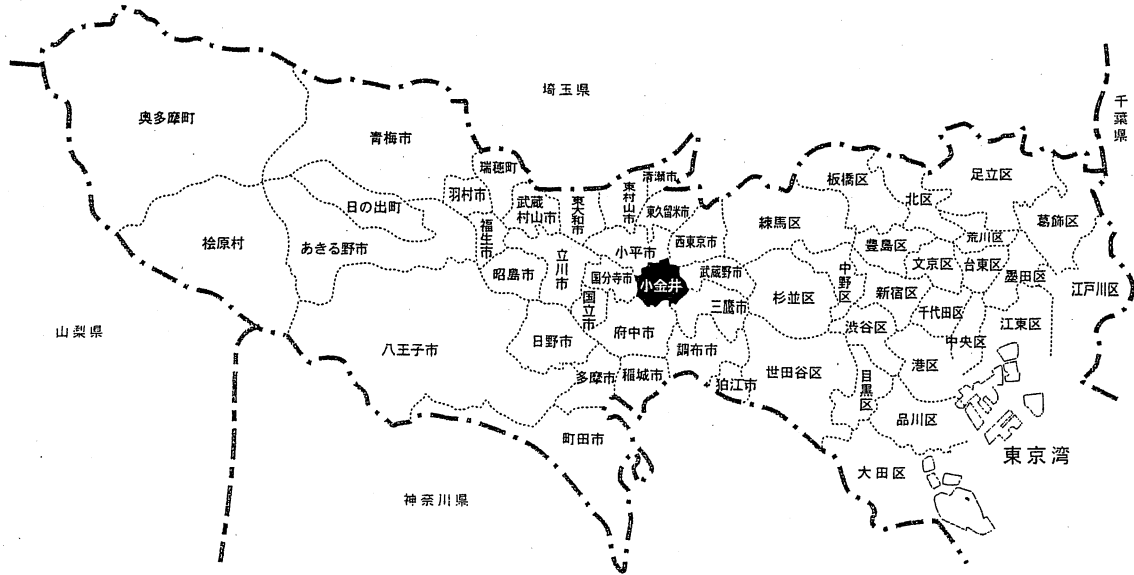 埼玉県
千葉県
奥多摩町
青梅市
瑞穂町
羽村市
日の出町
福生市
武蔵
村山市
東大和市
東村山市
清瀬市
東久留米市
板橋区
足立区
北区
練馬区
葛飾区
桧原村
あきる野市
昭島市
立川市
小平市
西東京市
豊島区
荒川区
文京区
台東区
墨田区
江戸川区
国分寺市
小金井
武蔵野市
中野区
杉並区
新宿区
千代田区
国立市
三鷹市
山梨県
八王子市
日野市
府中市
調布市
渋谷区
中央区
江東区
多摩市
稲城市
狛江市
世田谷区
目黒区
港区
品川区
町田市
東京湾
大田区
神奈川県